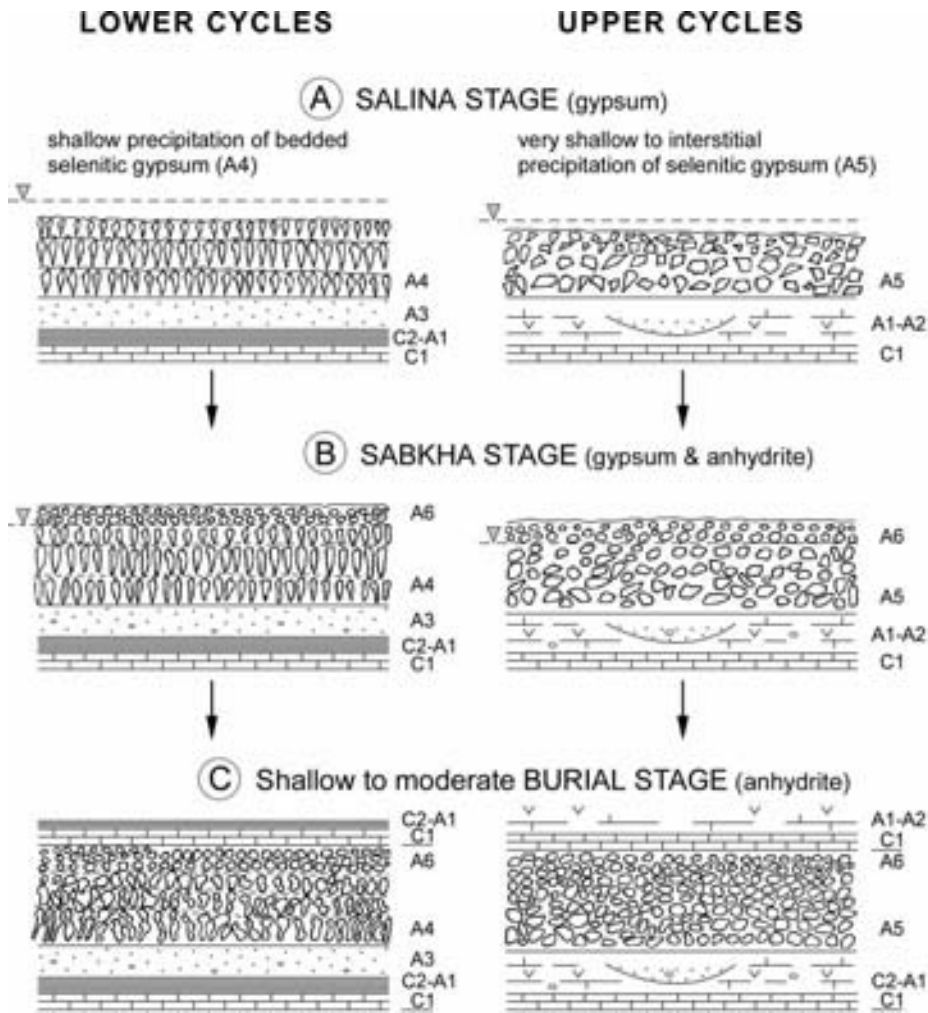 LOWER CYCLES
UPPER CYCLES
A SALINA STAGE (gypsum)
shallow precipitation of bedded
selenitic gypsum (A4)
very shallow to interstitial
precipitation of selenitic gypsum (A5)
A4
A3
C2-A1
C1
A5
A1-A2
C1
B SABKHA STAGE (gypsum & anhydrite)
A6
A4
A3
C2-A1
C1
A6
A5
A1-A2
C1
C Shallow to moderate BURIAL STAGE (anhydrite)
C2-A1
C1
A6
A4
A3
C2-A1
C1
A1-A2
C1
A6
A5
C2-A1
C1